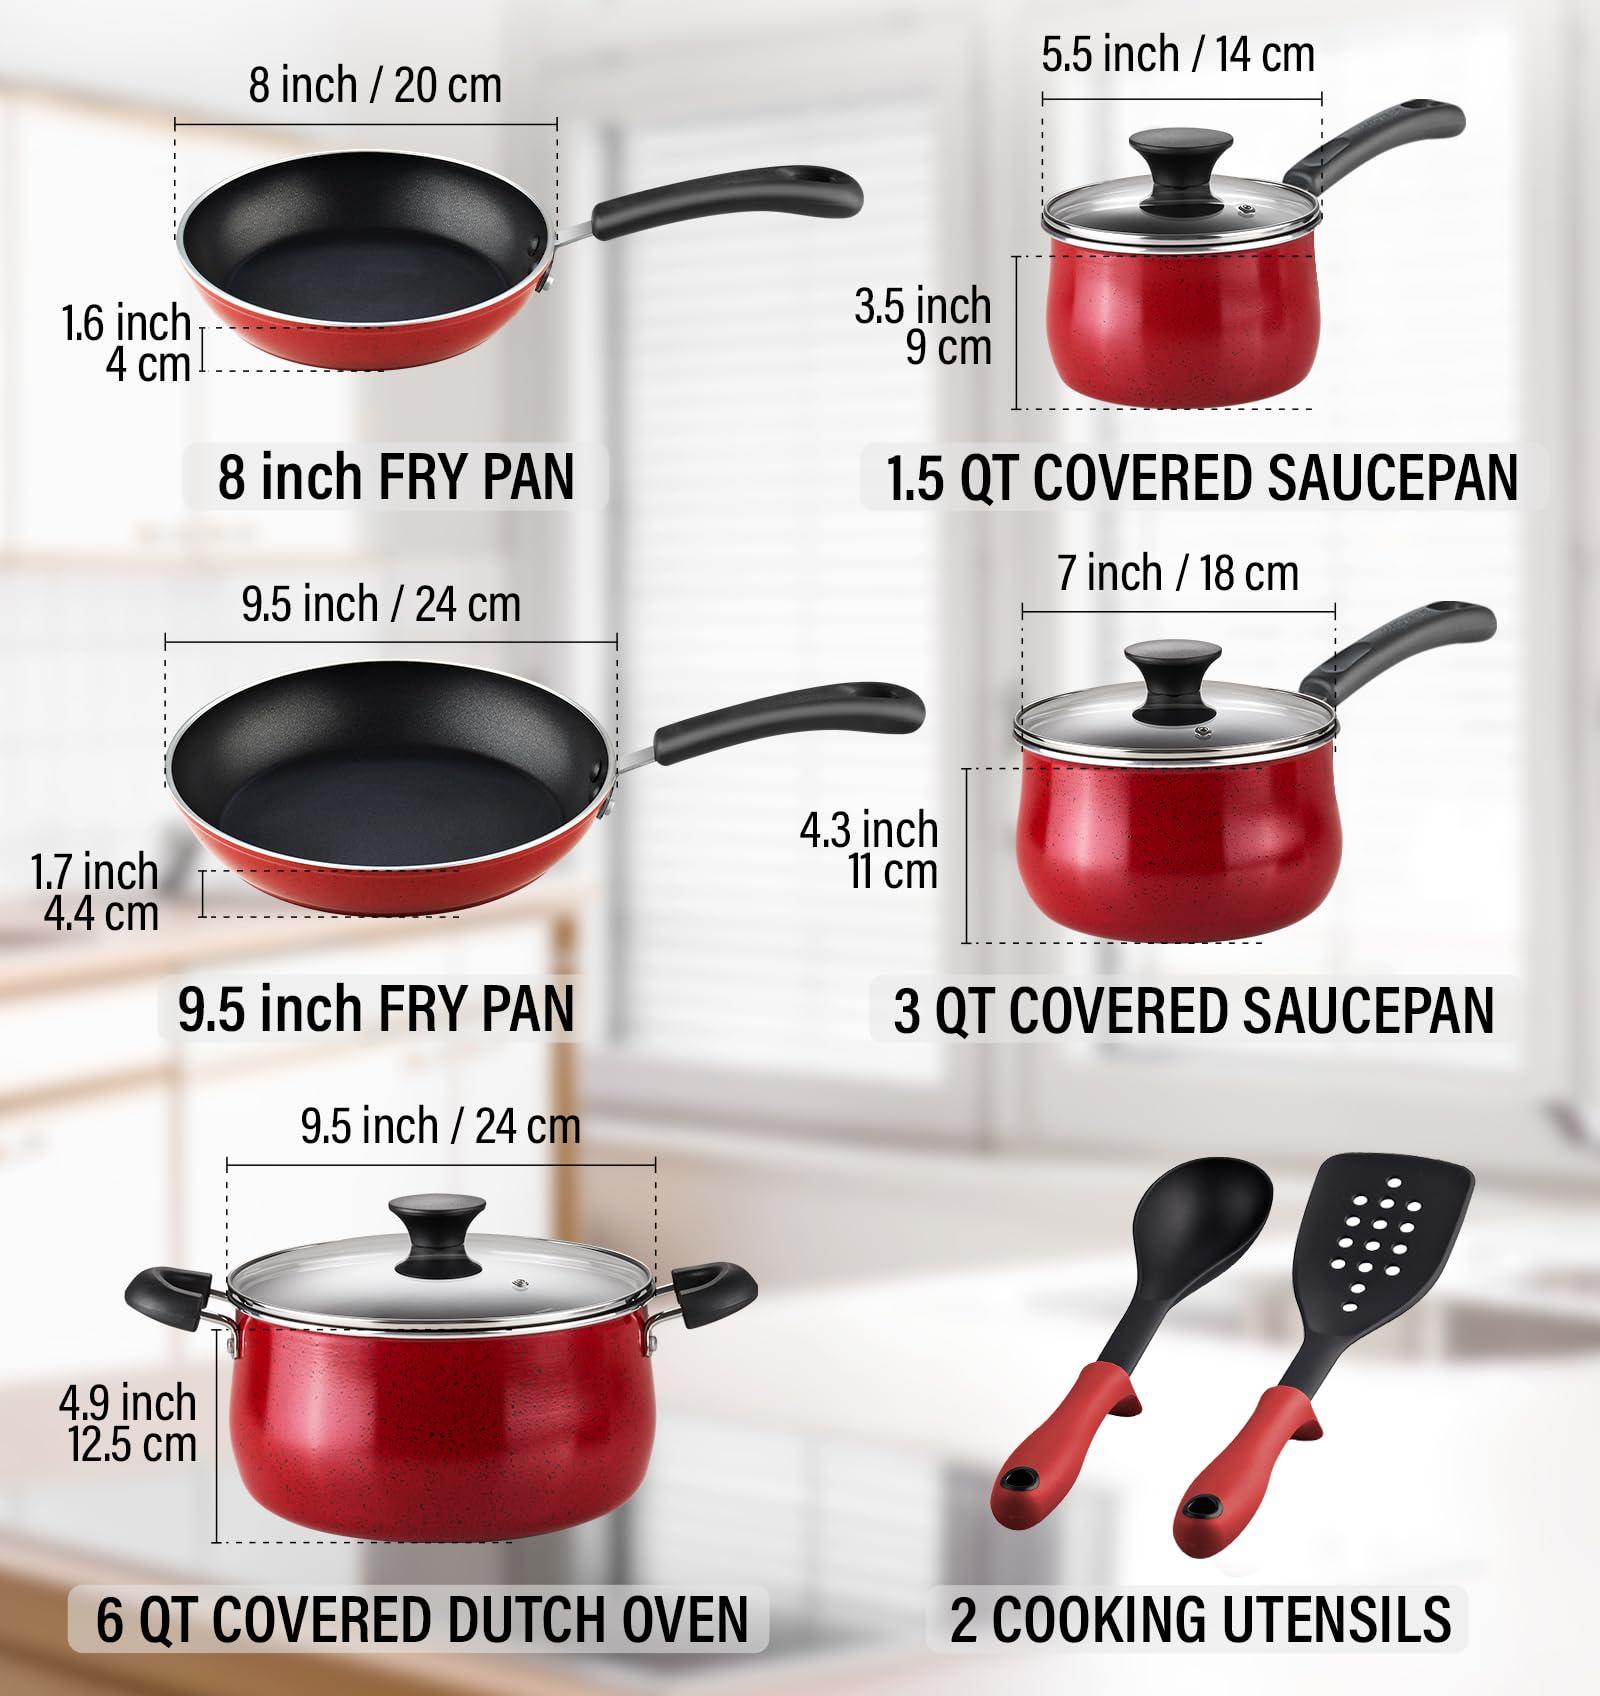 8 inch / 20 cm
1.6 inch
4 cm
8 inch FRY PAN
5.5 inch / 14 cm
3.5 inch
9 cm
1.5 QT COVERED SAUCEPAN
9.5 inch / 24 cm
1.7 inch
4.4 cm
9.5 inch FRY PAN
7 inch / 18 cm
4.3 inch
11 cm
3 QT COVERED SAUCEPAN
9.5 inch / 24 cm
4.9 inch
12.5 cm
6 QT COVERED DUTCH OVEN
2 COOKING UTENSILS